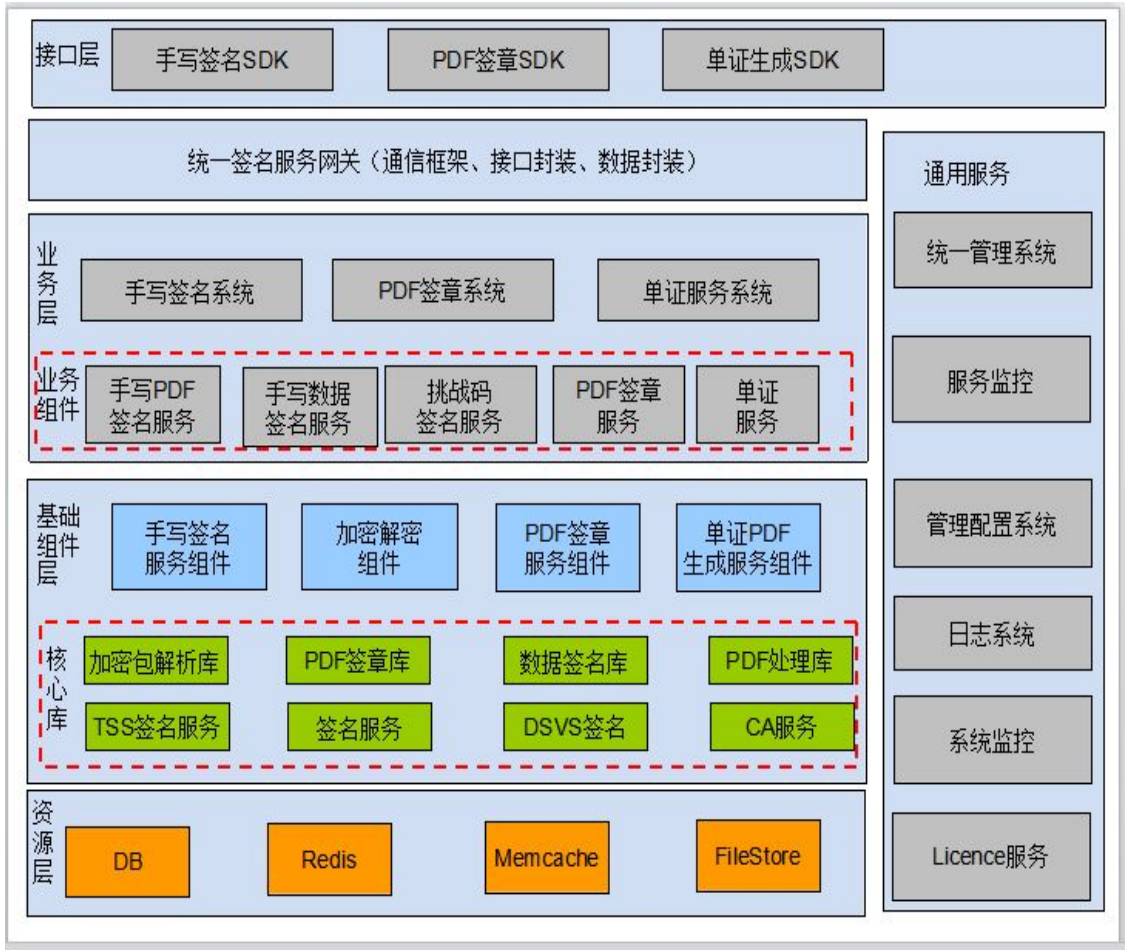 接口层
手写签名SDK
PDF签章SDK
单证生成SDK
统一签名服务网关（通信框架、接口封装、数据封装）
业
务
层
手写签名系统
PDF签章系统
单证服务系统
业务
组件
手写PDF
签名服务
手写数据
签名服务
挑战码
签名服务
PDF签章
服务
单证
服务
基础
组件
层
手写签名
服务组件
加密解密
组件
PDF签章
服务组件
单证PDF
生成服务组件
核
心
库
加密包解析库
PDF签章库
数据签名库
PDF处理库
TSS签名服务
签名服务
DSVS签名
CA服务
资
源
层
DB
Redis
Memcache
FileStore
通用服务
统一管理系统
服务监控
管理配置系统
日志系统
系统监控
Licence服务